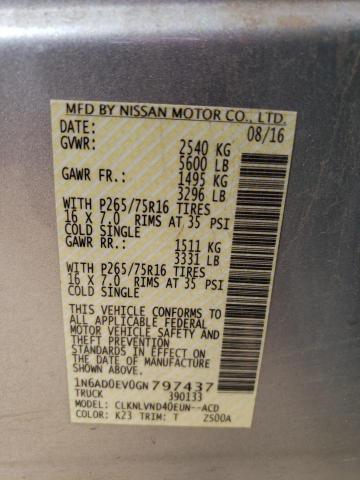 MFD BY NISSAN MOTOR CO., LTD.
DATE: 08/16
GVWR: 2540 KG
5600 LB
GAWR FR.: 1495 KG
3296 LB
WITH P265/75R16 TIRES
16 X 7.0 RIMS AT 35 PSI
COLD SINGLE
GAWR RR.: 1511 KG
3331 LB
WITH P265/75R16 TIRES
16 X 7.0 RIMS AT 35 PSI
COLD SINGLE
THIS VEHICLE CONFORMS TO
ALL APPLICABLE FEDERAL
MOTOR VEHICLE SAFETY AND
THEFT PREVENTION
STANDARDS IN EFFECT ON
THE DATE OF MANUFACTURE
SHOWN ABOVE.
1N6AD0EV0GN797437
TRUCK 390133
MODEL: CLKNLVND40EUN--ACD
COLOR: K23 TRIM: T 2500A